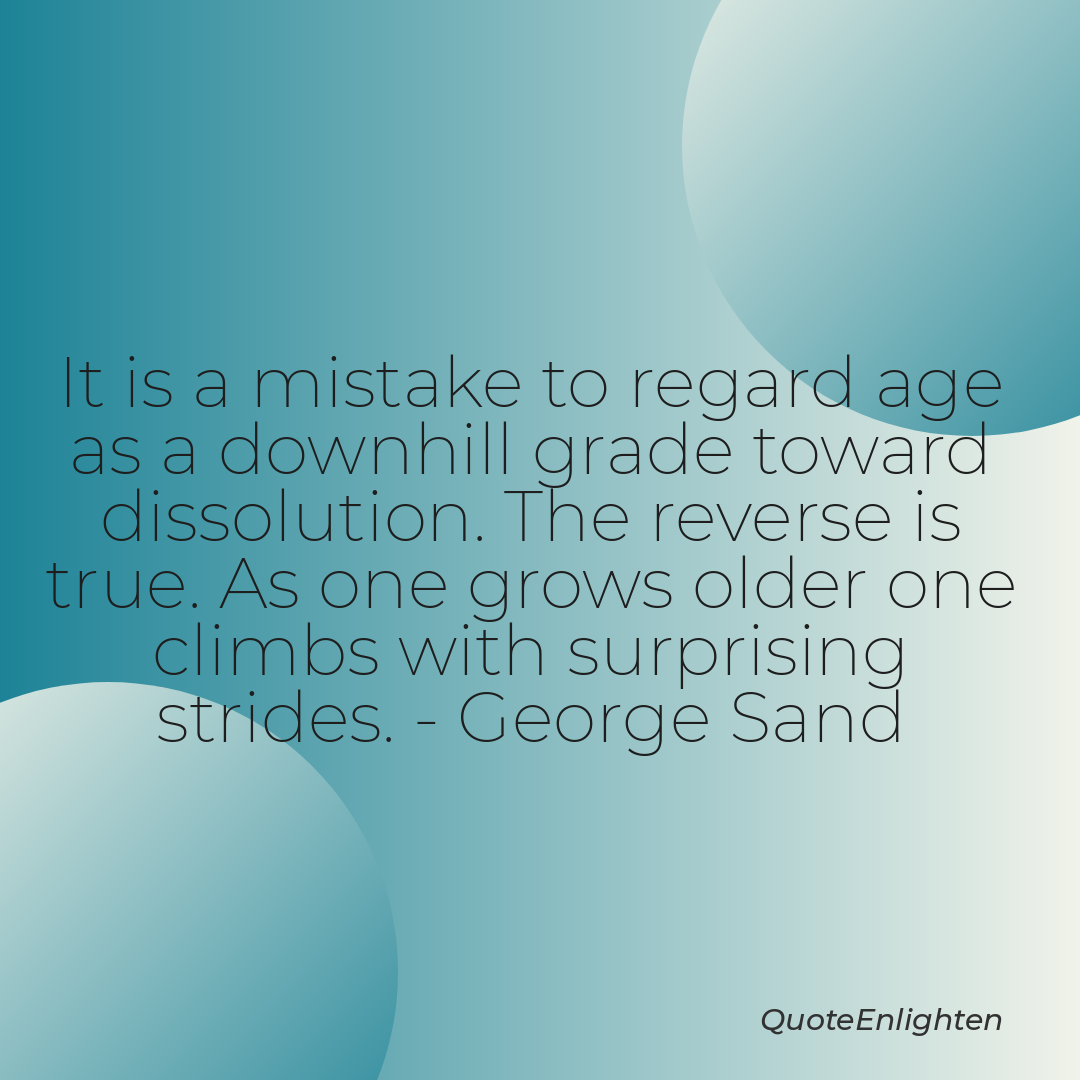 It is a mistake to regard age
as a downhill grade toward
dissolution. The reverse is
true. As one grows older one
climbs with surprising
strides. - George Sand
QuoteEnlighten